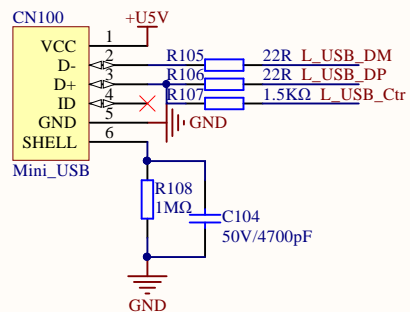 CN100
+U5V
VCC 1
D- 2 R105 22R L_USB_DM
D+ 3 R106 22R L_USB_DP
ID 4 R107 1.5KΩ L_USB_Ctr
GND 5 GND
SHELL 6
Mini_USB
R108
1MΩ
C104
50V/4700pF
GND